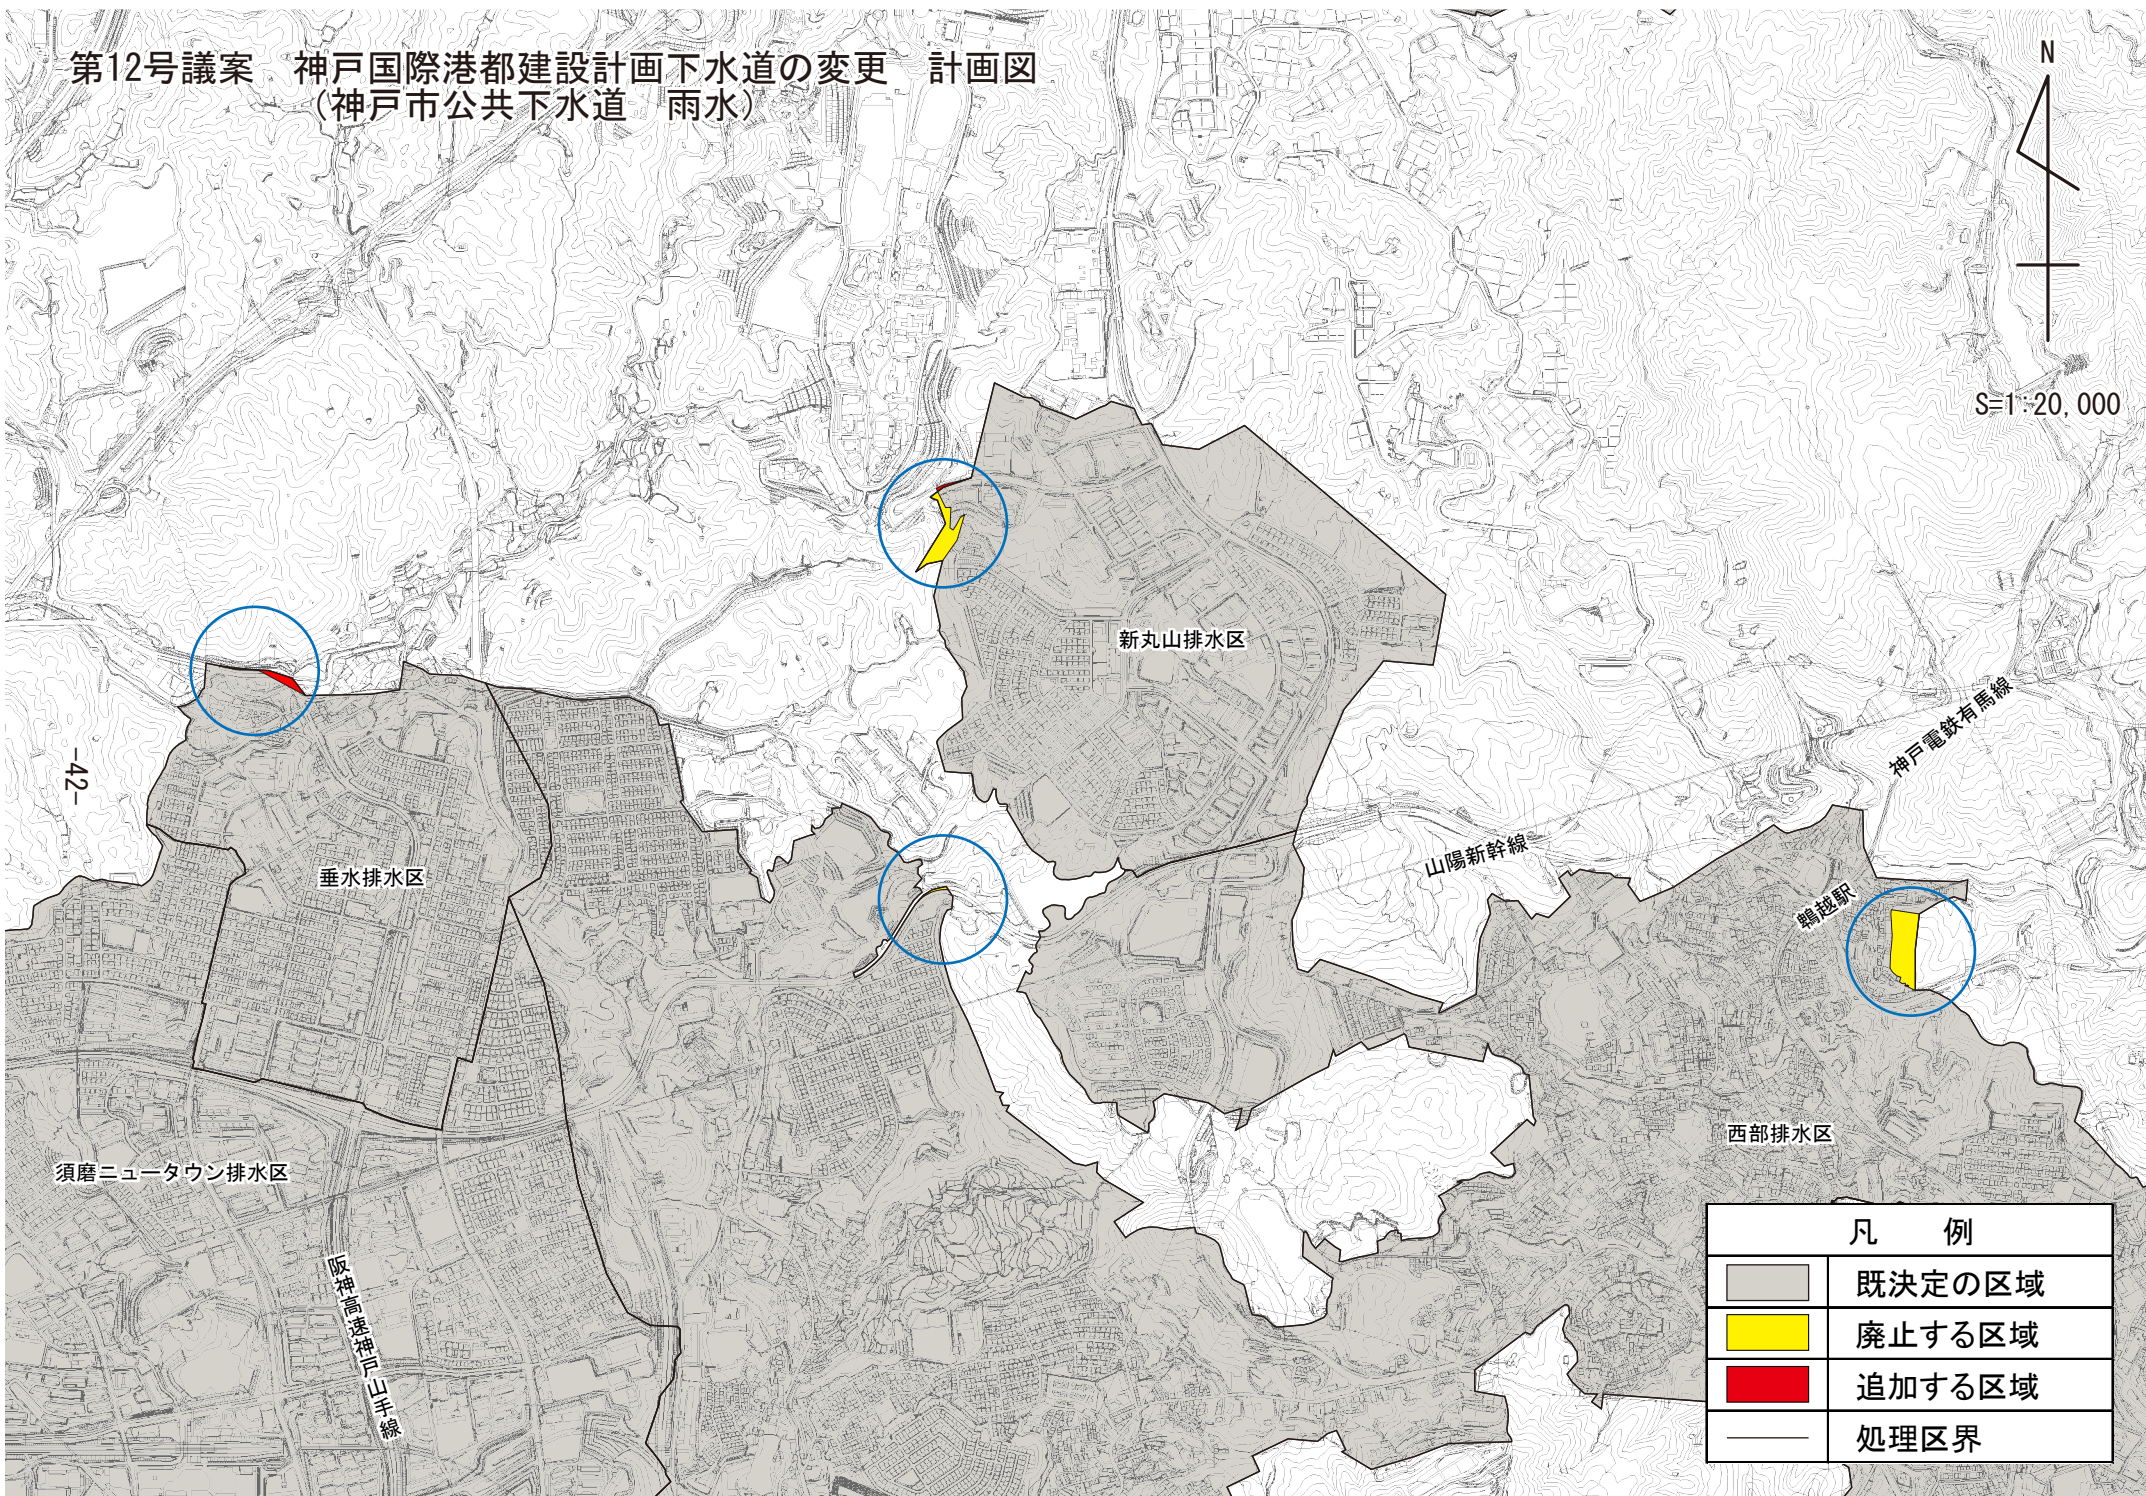 第12号議案　神戸国際港都建設計画下水道の変更　計画図
（神戸市公共下水道　雨水）
N
S=1:20,000
新丸山排水区
神戸電鉄有馬線
-42-
山陽新幹線
垂水排水区
鵯越駅
西部排水区
須磨ニュータウン排水区
阪神高速神戸山手線
凡　例
既決定の区域
廃止する区域
追加する区域
処理区界